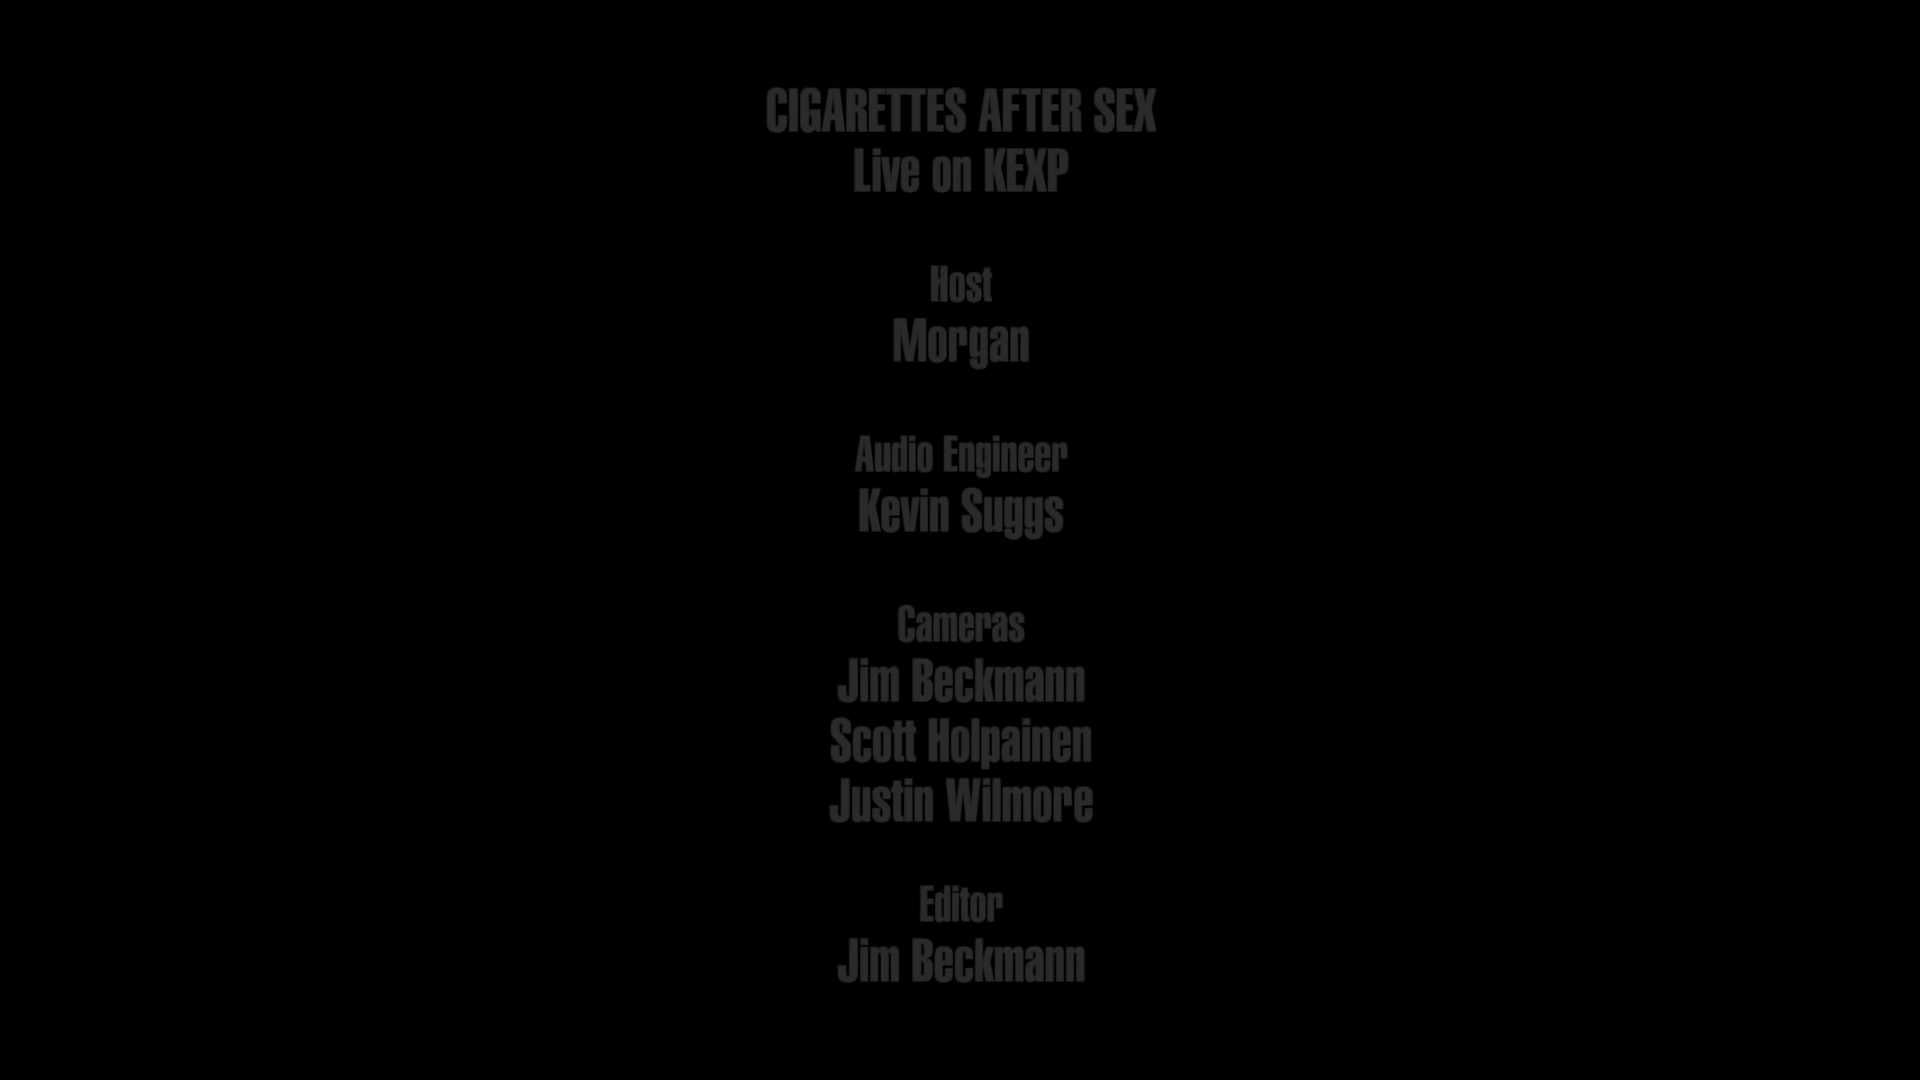 CIGARETTES AFTER SEX
Live on KEXP
Host
Morgan
Audio Engineer
Kevin Suggs
Cameras
Jim Beckmann
Scott Holpainen
Justin Wilmore
Editor
Jim Beckmann